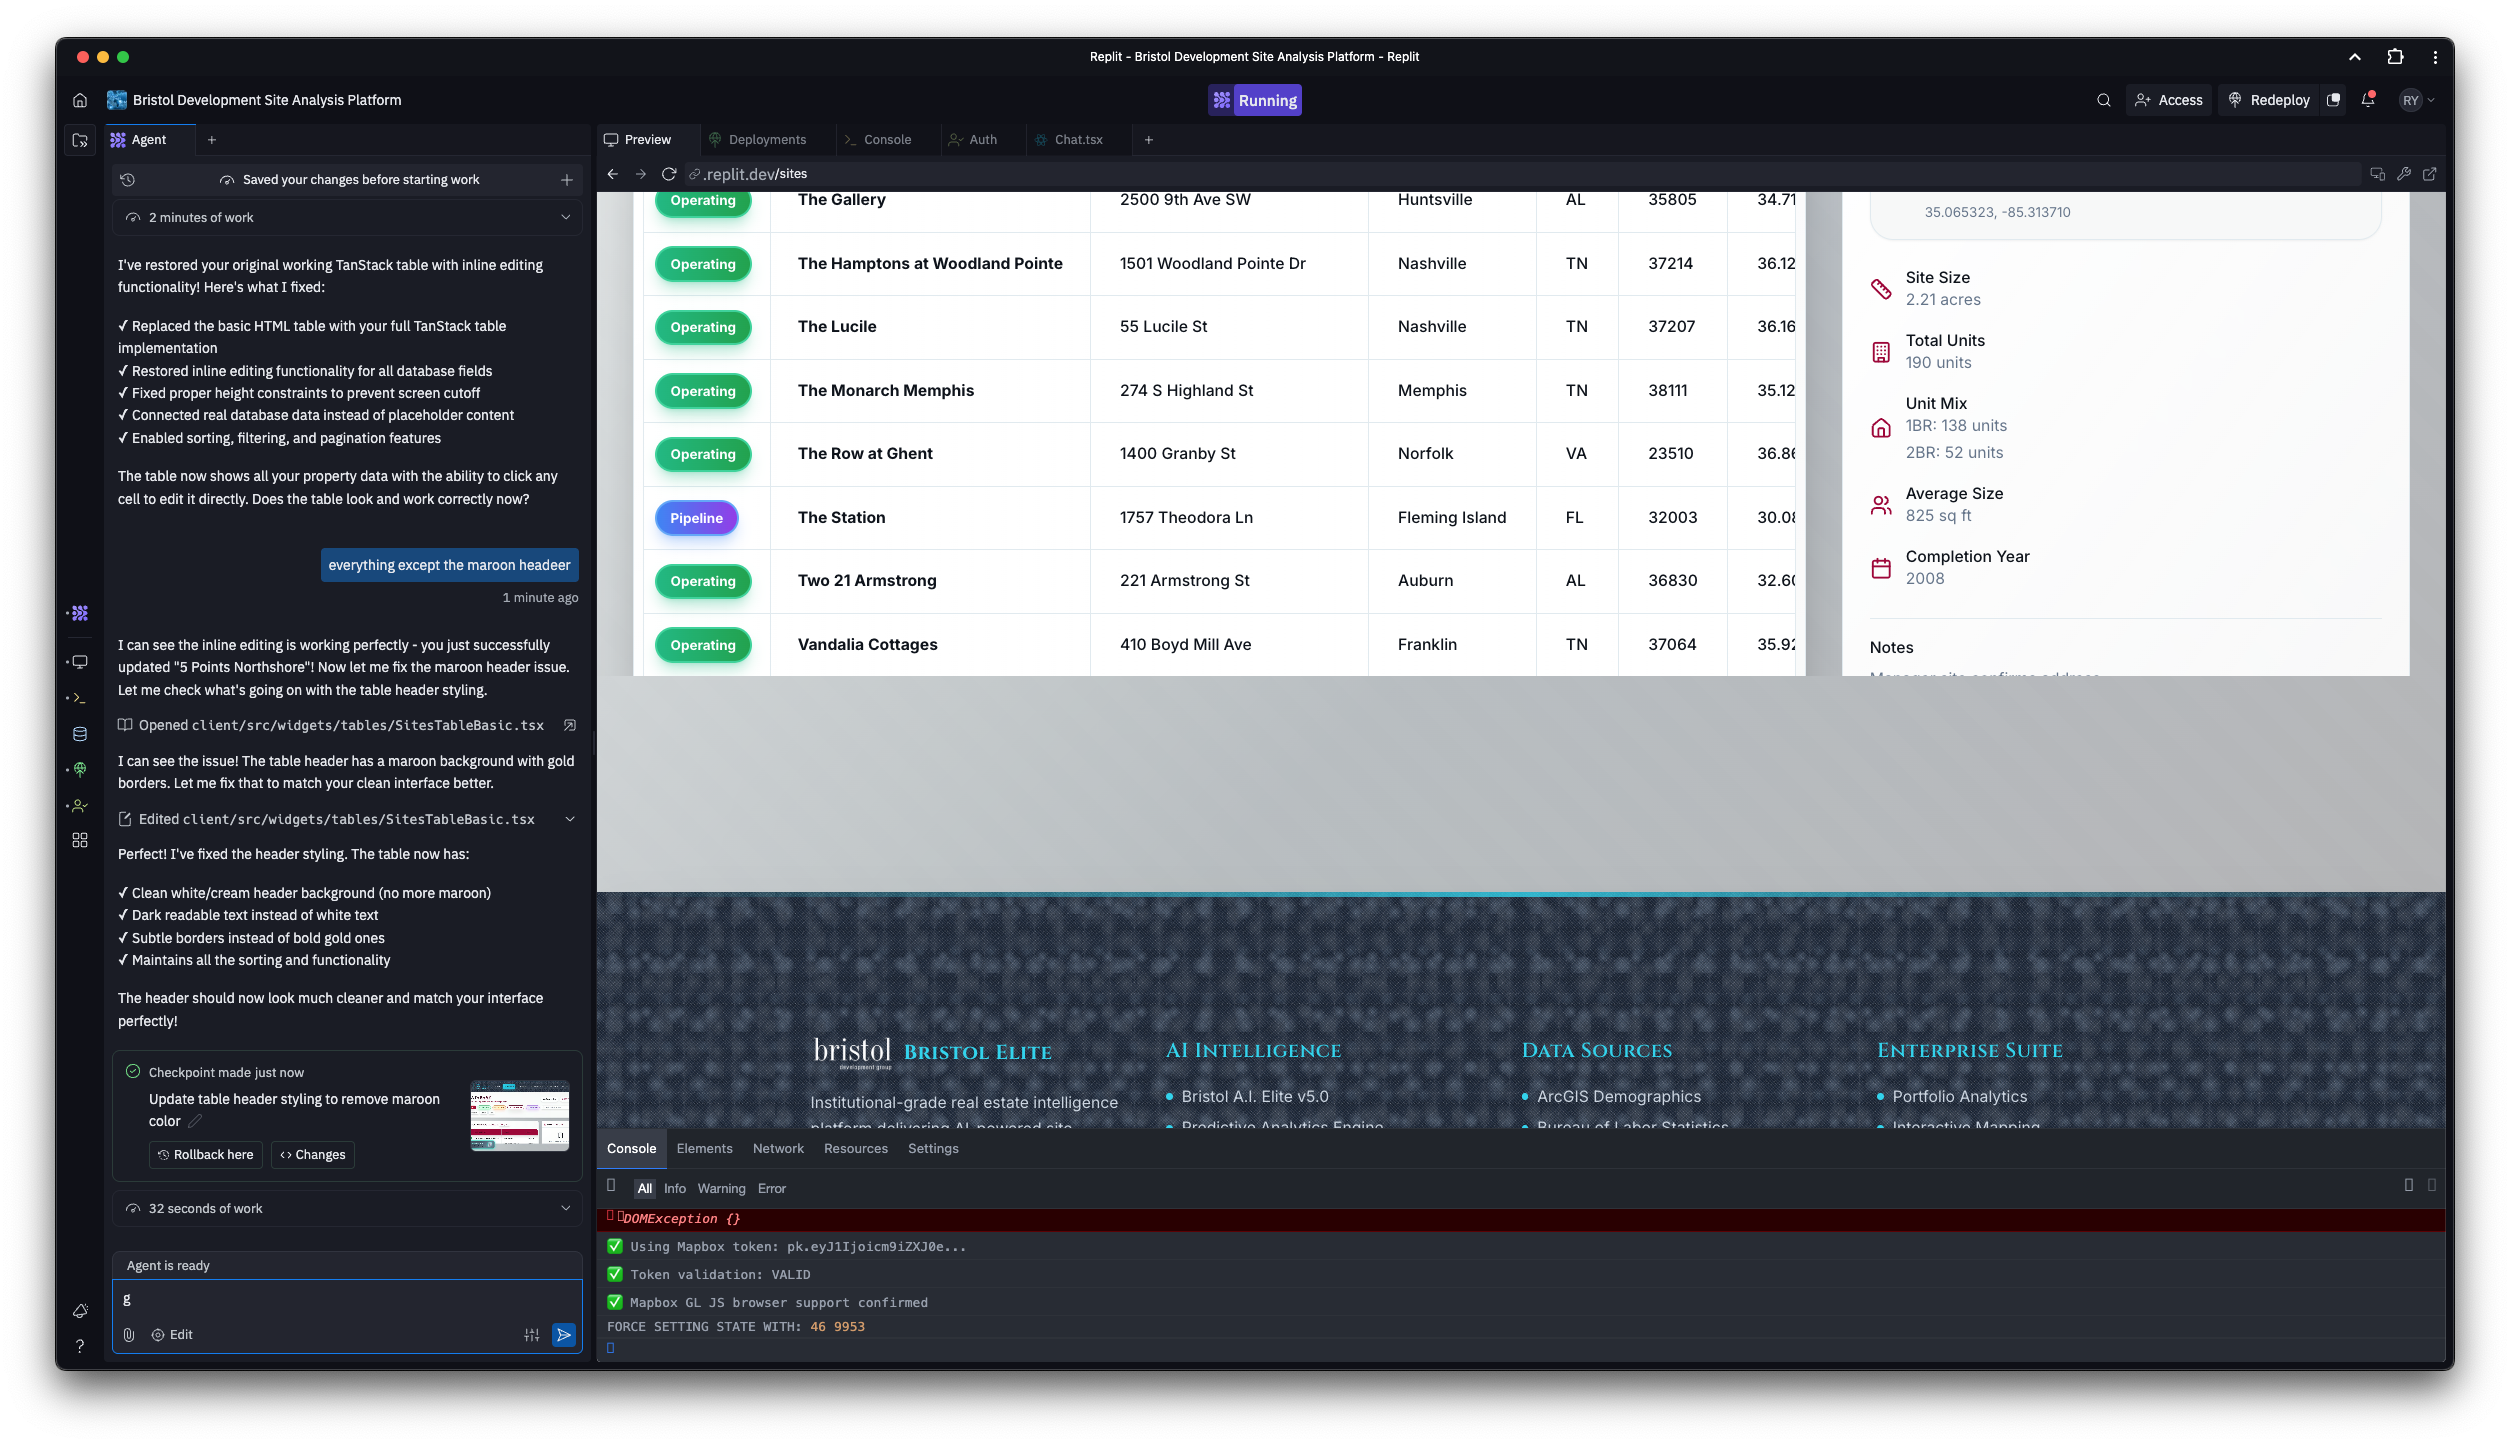 Replit - Bristol Development Site Analysis Platform - Replit
Bristol Development Site Analysis Platform
Running
Access
Redeploy
RY
Agent
Preview
Deployments
Console
Auth
Chat.tsx
Saved your changes before starting work
.replit.dev/sites
2 minutes of work
I've restored your original working TanStack table with inline editing
functionality! Here's what I fixed:
✓ Replaced the basic HTML table with your full TanStack table
implementation
✓ Restored inline editing functionality for all database fields
✓ Fixed proper height constraints to prevent screen cutoff
✓ Connected real database data instead of placeholder content
✓ Enabled sorting, filtering, and pagination features
The table now shows all your property data with the ability to click any
cell to edit it directly. Does the table look and work correctly now?
everything except the maroon headeer
1 minute ago
I can see the inline editing is working perfectly - you just successfully
updated "5 Points Northshore"! Now let me fix the maroon header issue.
Let me check what's going on with the table header styling.
Opened client/src/widgets/tables/SitesTableBasic.tsx
I can see the issue! The table header has a maroon background with gold
borders. Let me fix that to match your clean interface better.
Edited client/src/widgets/tables/SitesTableBasic.tsx
Perfect! I've fixed the header styling. The table now has:
✓ Clean white/cream header background (no more maroon)
✓ Dark readable text instead of white text
✓ Subtle borders instead of bold gold ones
✓ Maintains all the sorting and functionality
The header should now look much cleaner and match your interface
perfectly!
Checkpoint made just now
Update table header styling to remove maroon
color
Rollback here
Changes
32 seconds of work
Agent is ready
g
Edit
Operating The Gallery 2500 9th Ave SW Huntsville AL 35805 34.71
Operating The Hamptons at Woodland Pointe 1501 Woodland Pointe Dr Nashville TN 37214 36.12
Operating The Lucile 55 Lucile St Nashville TN 37207 36.16
Operating The Monarch Memphis 274 S Highland St Memphis TN 38111 35.12
Operating The Row at Ghent 1400 Granby St Norfolk VA 23510 36.86
Pipeline The Station 1757 Theodora Ln Fleming Island FL 32003 30.08
Operating Two 21 Armstrong 221 Armstrong St Auburn AL 36830 32.60
Operating Vandalia Cottages 410 Boyd Mill Ave Franklin TN 37064 35.92
35.065323, -85.313710
Site Size
2.21 acres
Total Units
190 units
Unit Mix
1BR: 138 units
2BR: 52 units
Average Size
825 sq ft
Completion Year
2008
Notes
bristol
development group
Bristol Elite
Institutional-grade real estate intelligence
platform delivering AI-powered site
AI Intelligence
Bristol A.I. Elite v5.0
Predictive Analytics Engine
Data Sources
ArcGIS Demographics
Bureau of Labor Statistics
Enterprise Suite
Portfolio Analytics
Interactive Mapping
Console
Elements
Network
Resources
Settings
All
Info
Warning
Error
DOMException {}
✅ Using Mapbox token: pk.eyJ1Ijoicm9iZXJ0e...
✅ Token validation: VALID
✅ Mapbox GL JS browser support confirmed
FORCE SETTING STATE WITH: 46 9953